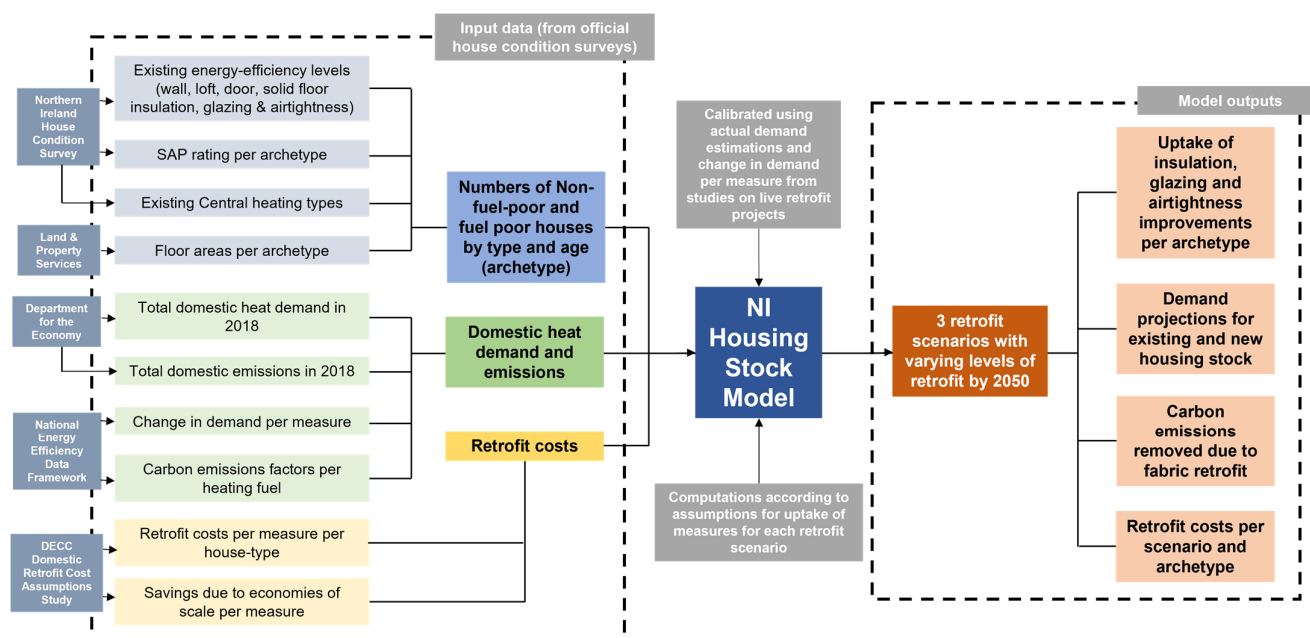 Input data (from official
house condition surveys)
Northern
Ireland
House
Condition
Survey
Land &
Property
Services
Department
for the
Economy
National
Energy
Efficiency
Data
Framework
DECC
Domestic
Retrofit Cost
Assumptions
Study
Existing energy-efficiency levels
(wall, loft, door, solid floor
insulation, glazing & airtightness)
SAP rating per archetype
Existing Central heating types
Floor areas per archetype
Total domestic heat demand in
2018
Total domestic emissions in 2018
Change in demand per measure
Carbon emissions factors per
heating fuel
Retrofit costs per measure per
house-type
Savings due to economies of
scale per measure
Numbers of Non-
fuel-poor and
fuel poor houses
by type and age
(archetype)
Domestic heat
demand and
emissions
Retrofit costs
Calibrated using
actual demand
estimations and
change in demand
per measure from
studies on live retrofit
projects
NI
Housing
Stock
Model
Computations according to
assumptions for uptake of
measures for each retrofit
scenario
3 retrofit
scenarios with
varying levels of
retrofit by 2050
Model outputs
Uptake of
insulation,
glazing and
airtightness
improvements
per archetype
Demand
projections for
existing and new
housing stock
Carbon
emissions
removed due to
fabric retrofit
Retrofit costs per
scenario and
archetype